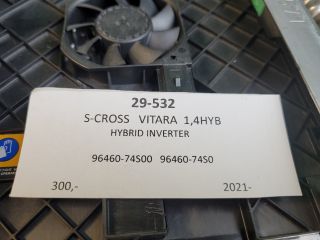 29-532
S-CROSS VITARA 1,4HYB
HYBRID INVERTER
96460-74S00 96460-74S0
300,- 2021-